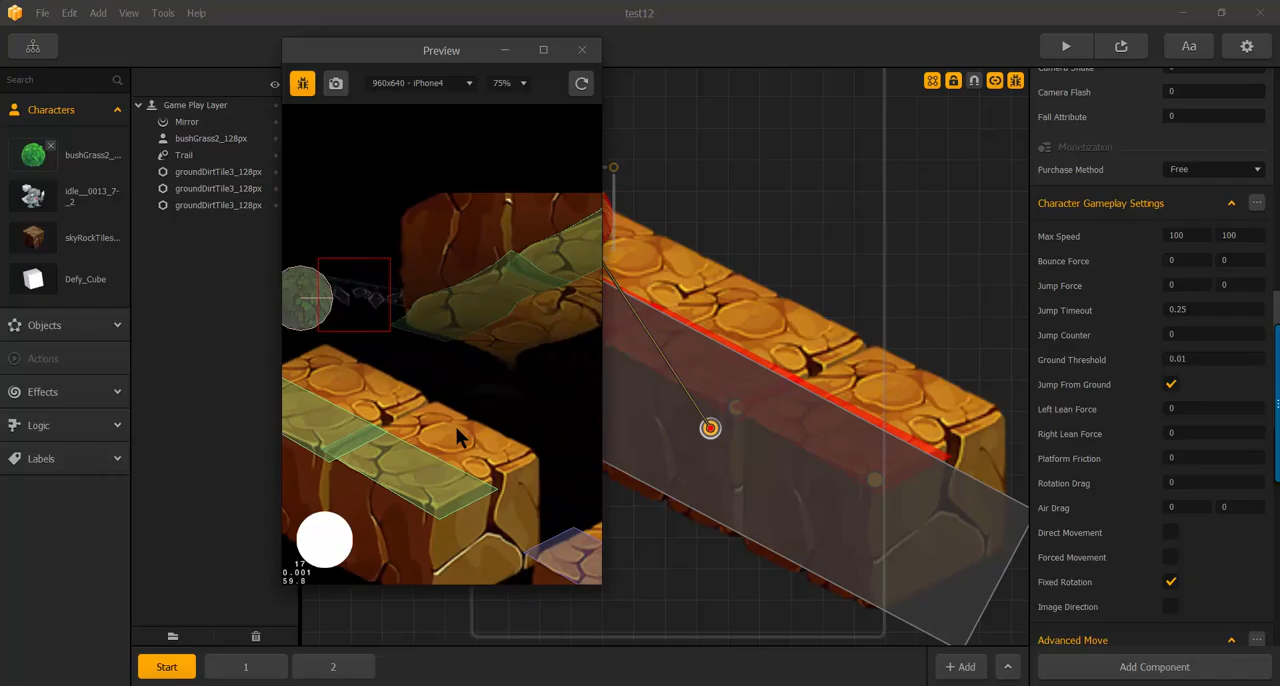 File Edit Add View Tools Help
test12
Aa
Preview
960x640 - iPhone4
75%
Search
Characters
bushGrass2_...
idle__0013_7-
_2
skyRockTiles...
Defy_Cube
Objects
Actions
Effects
Logic
Labels
Game Play Layer
Mirror
bushGrass2_128px
Trail
groundDirtTile3_128px
groundDirtTile3_128px
groundDirtTile3_128px
17
0.001
59.8
Start
1
2
+ Add
Camera Flash 0
Fall Attribute 0
Monetization
Purchase Method Free
Character Gameplay Settings
Max Speed 100 100
Bounce Force 0 0
Jump Force 0 0
Jump Timeout 0.25
Jump Counter 0
Ground Threshold 0.01
Jump From Ground
Left Lean Force 0
Right Lean Force 0
Platform Friction 0
Rotation Drag 0
Air Drag 0 0
Direct Movement
Forced Movement
Fixed Rotation
Image Direction
Advanced Move
Add Component